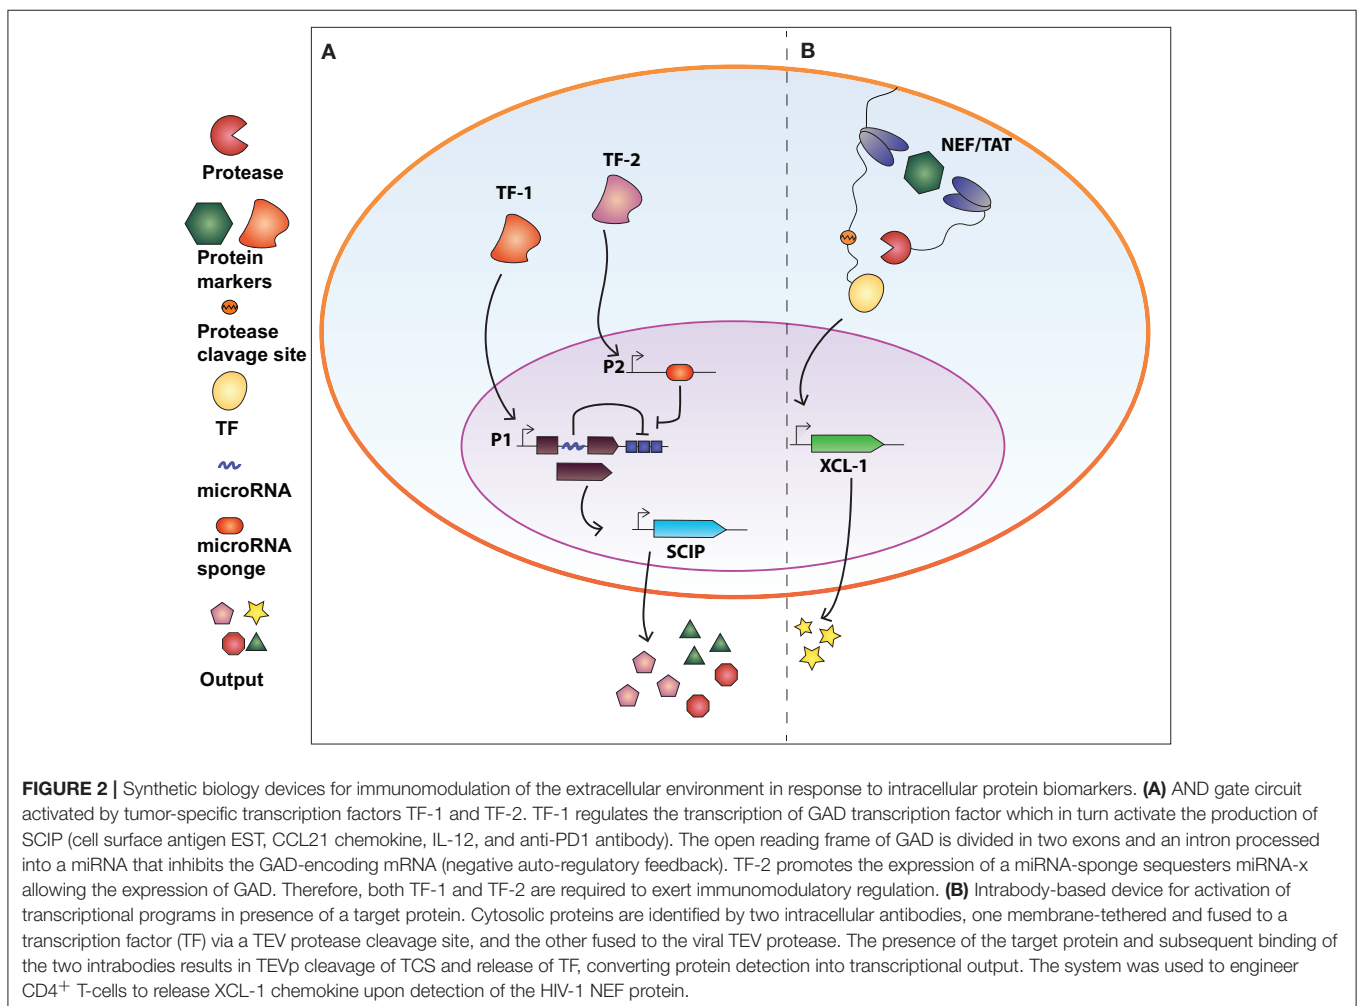 A
B
Protease
Protein
markers
Protease
clavage site
TF
microRNA
microRNA
sponge
Output
TF-1
TF-2
P2
P1
SCIP
NEF/TAT
XCL-1
FIGURE 2 | Synthetic biology devices for immunomodulation of the extracellular environment in response to intracellular protein biomarkers. (A) AND gate circuit
activated by tumor-specific transcription factors TF-1 and TF-2. TF-1 regulates the transcription of GAD transcription factor which in turn activate the production of
SCIP (cell surface antigen EST, CCL21 chemokine, IL-12, and anti-PD1 antibody). The open reading frame of GAD is divided in two exons and an intron processed
into a miRNA that inhibits the GAD-encoding mRNA (negative auto-regulatory feedback). TF-2 promotes the expression of a miRNA-sponge sequesters miRNA-x
allowing the expression of GAD. Therefore, both TF-1 and TF-2 are required to exert immunomodulatory regulation. (B) Intrabody-based device for activation of
transcriptional programs in presence of a target protein. Cytosolic proteins are identified by two intracellular antibodies, one membrane-tethered and fused to a
transcription factor (TF) via a TEV protease cleavage site, and the other fused to the viral TEV protease. The presence of the target protein and subsequent binding of
the two intrabodies results in TEVp cleavage of TCS and release of TF, converting protein detection into transcriptional output. The system was used to engineer
CD4⁺ T-cells to release XCL-1 chemokine upon detection of the HIV-1 NEF protein.